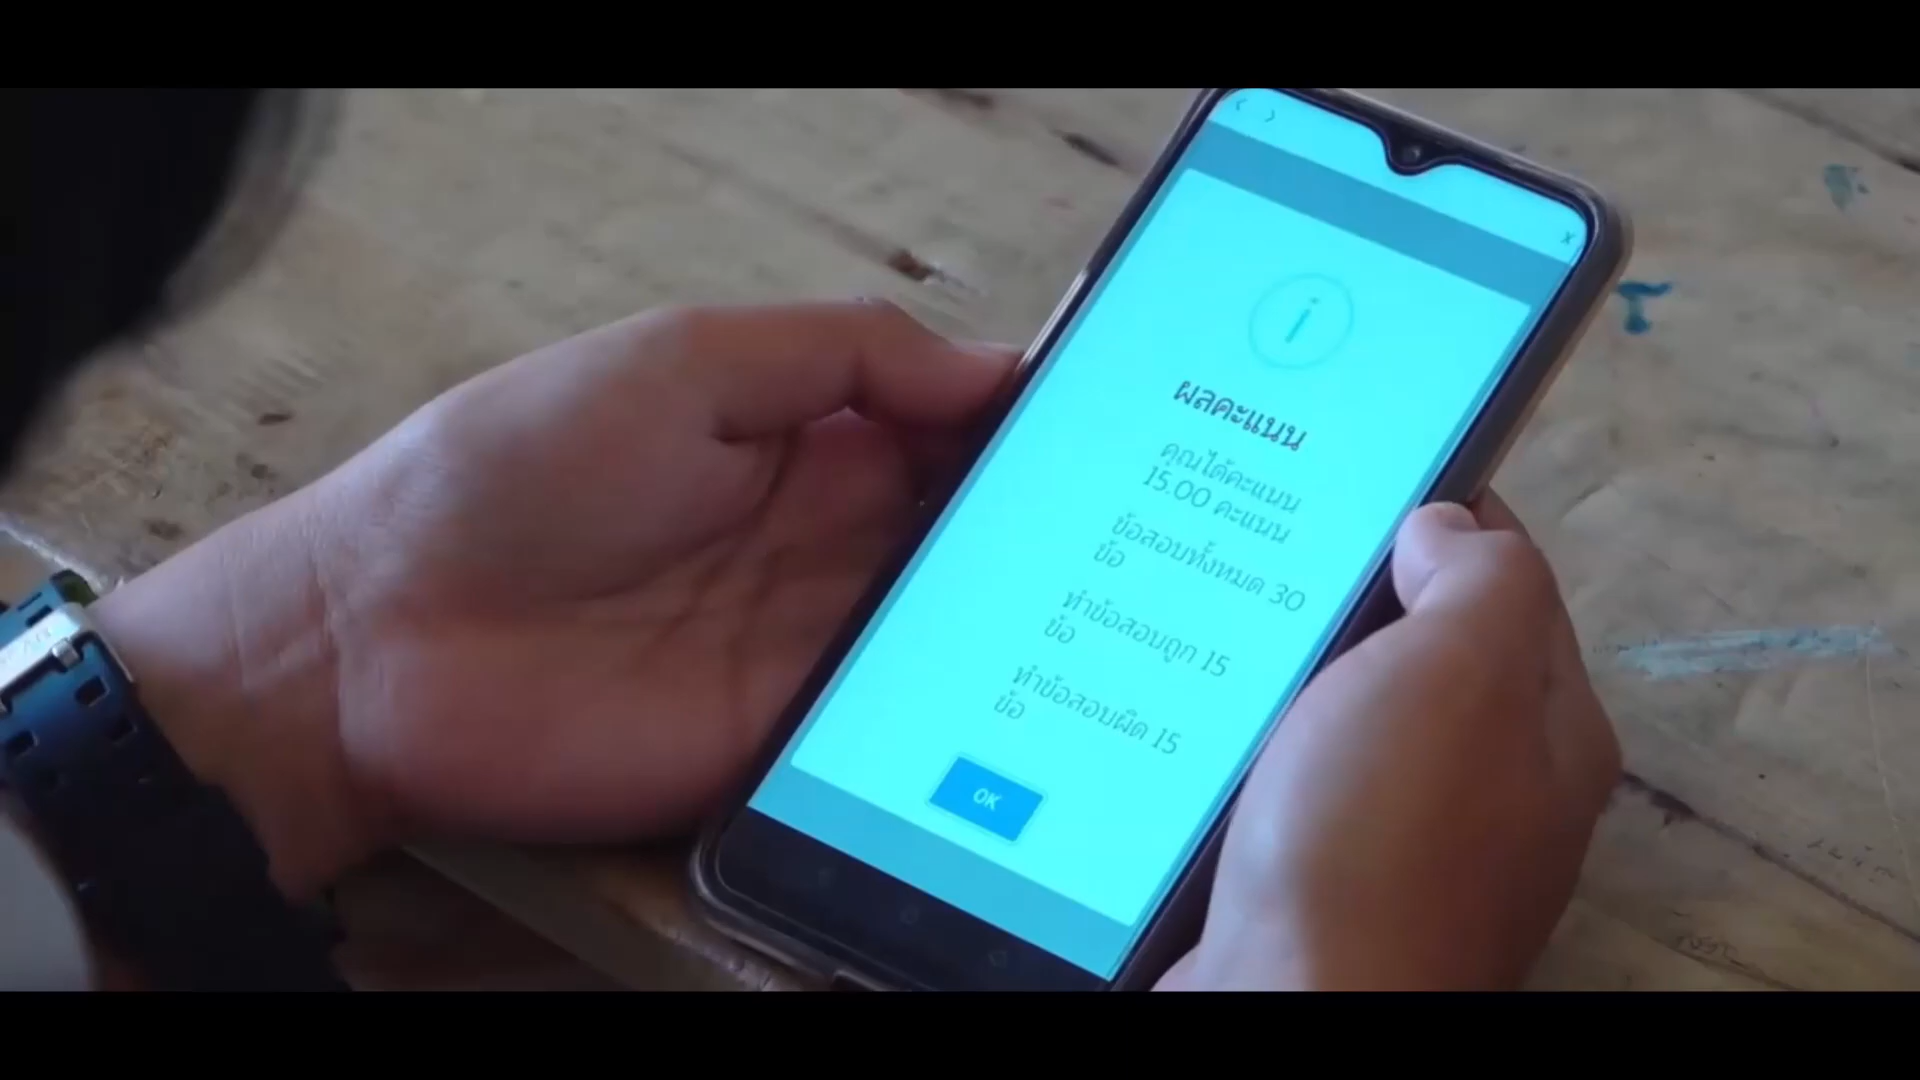 ผลคะแนน
คุณได้คะแนน
15.00 คะแนน
ข้อสอบทั้งหมด 30
ข้อ
ทำข้อสอบถูก 15
ข้อ
ทำข้อสอบผิด 15
ข้อ
OK